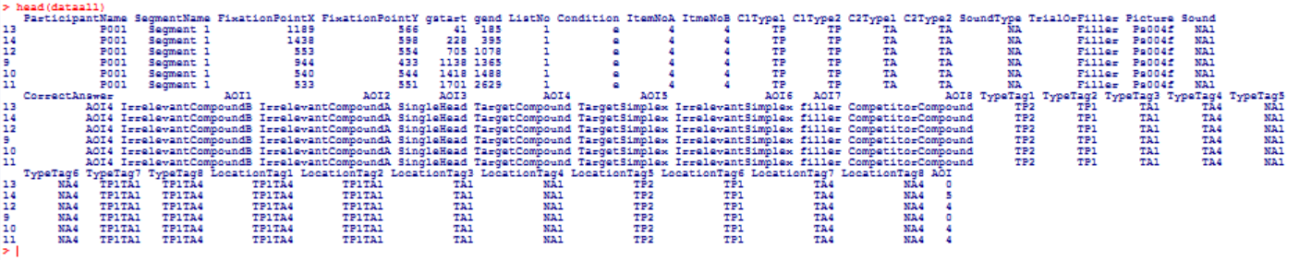 > head(dataall)
ParticipantName SegmentName FixationPointX FixationPointY gstart gend ListNo Condition ItemNoA ItmeNoB C1Type1 C1Type2 C2Type1 C2Type2 SoundType TrialOrFiller Picture Sound
13 P001 Segment 1 1189 566 41 185 1 e 4 4 TP TP TA TA NA Filler Pa004f NA1
14 P001 Segment 1 1438 598 228 395 1 e 4 4 TP TP TA TA NA Filler Pa004f NA1
12 P001 Segment 1 553 554 705 1078 1 e 4 4 TP TP TA TA NA Filler Pa004f NA1
9 P001 Segment 1 944 433 1138 1365 1 e 4 4 TP TP TA TA NA Filler Pa004f NA1
10 P001 Segment 1 540 544 1418 1488 1 e 4 4 TP TP TA TA NA Filler Pa004f NA1
11 P001 Segment 1 533 551 1701 2629 1 e 4 4 TP TP TA TA NA Filler Pa004f NA1
CorrectAnswer AOI1 AOI2 AOI3 AOI4 AOI5 AOI6 AOI7 AOI8 TypeTag1 TypeTag2 TypeTag3 TypeTag4 TypeTag5
13 AOI4 IrrelevantCompoundB IrrelevantCompoundA SingleHead TargetCompound TargetSimplex IrrelevantSimplex filler CompetitorCompound TP2 TP1 TA1 TA4 NA1
14 AOI4 IrrelevantCompoundB IrrelevantCompoundA SingleHead TargetCompound TargetSimplex IrrelevantSimplex filler CompetitorCompound TP2 TP1 TA1 TA4 NA1
12 AOI4 IrrelevantCompoundB IrrelevantCompoundA SingleHead TargetCompound TargetSimplex IrrelevantSimplex filler CompetitorCompound TP2 TP1 TA1 TA4 NA1
9 AOI4 IrrelevantCompoundB IrrelevantCompoundA SingleHead TargetCompound TargetSimplex IrrelevantSimplex filler CompetitorCompound TP2 TP1 TA1 TA4 NA1
10 AOI4 IrrelevantCompoundB IrrelevantCompoundA SingleHead TargetCompound TargetSimplex IrrelevantSimplex filler CompetitorCompound TP2 TP1 TA1 TA4 NA1
11 AOI4 IrrelevantCompoundB IrrelevantCompoundA SingleHead TargetCompound TargetSimplex IrrelevantSimplex filler CompetitorCompound TP2 TP1 TA1 TA4 NA1
TypeTag6 TypeTag7 TypeTag8 LocationTag1 LocationTag2 LocationTag3 LocationTag4 LocationTag5 LocationTag6 LocationTag7 LocationTag8 AOI
13 NA4 TP1TA1 TP1TA4 TP1TA4 TP1TA1 TA1 NA1 TP2 TP1 TA4 NA4 0
14 NA4 TP1TA1 TP1TA4 TP1TA4 TP1TA1 TA1 NA1 TP2 TP1 TA4 NA4 5
12 NA4 TP1TA1 TP1TA4 TP1TA4 TP1TA1 TA1 NA1 TP2 TP1 TA4 NA4 4
9 NA4 TP1TA1 TP1TA4 TP1TA4 TP1TA1 TA1 NA1 TP2 TP1 TA4 NA4 0
10 NA4 TP1TA1 TP1TA4 TP1TA4 TP1TA1 TA1 NA1 TP2 TP1 TA4 NA4 4
11 NA4 TP1TA1 TP1TA4 TP1TA4 TP1TA1 TA1 NA1 TP2 TP1 TA4 NA4 4
> |